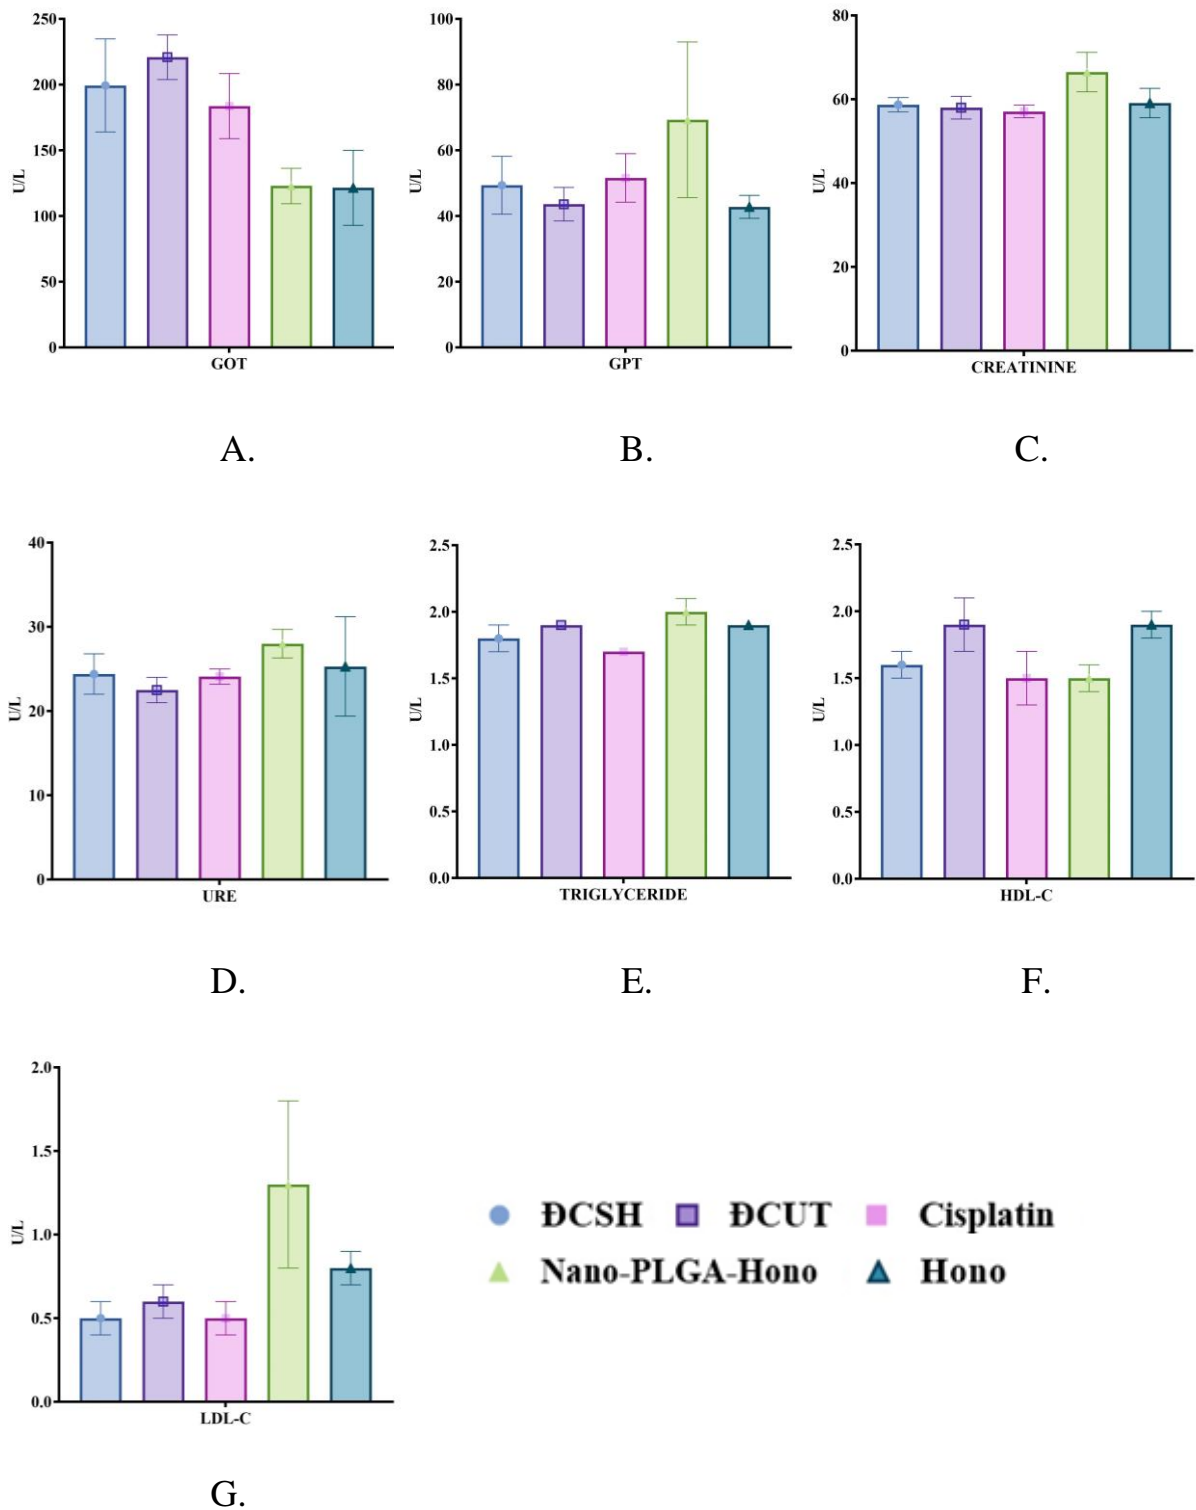 250
200
150
100
50
0
U/L
GOT
A.
100
80
60
40
20
0
U/L
GPT
B.
80
60
40
20
0
U/L
CREATININE
C.
40
30
20
10
0
U/L
URE
D.
2.5
2.0
1.5
1.0
0.5
0.0
U/L
TRIGLYCERIDE
E.
2.5
2.0
1.5
1.0
0.5
0.0
U/L
HDL-C
F.
2.0
1.5
1.0
0.5
0.0
U/L
LDL-C
G.
ĐCSH ĐCUT Cisplatin
Nano-PLGA-Hono Hono